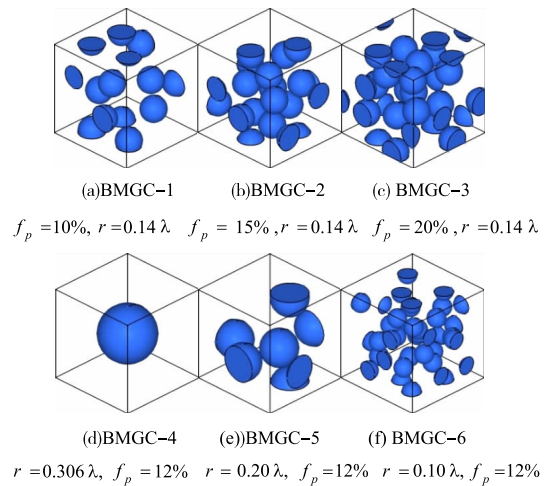 (a)BMGC-1 (b)BMGC-2 (c) BMGC-3
f_p =10%, r =0.14 λ f_p = 15% , r =0.14 λ f_p = 20% , r =0.14 λ
(d)BMGC-4 (e))BMGC-5 (f) BMGC-6
r =0.306 λ, f_p =12% r =0.20 λ, f_p =12% r =0.10 λ, f_p =12%